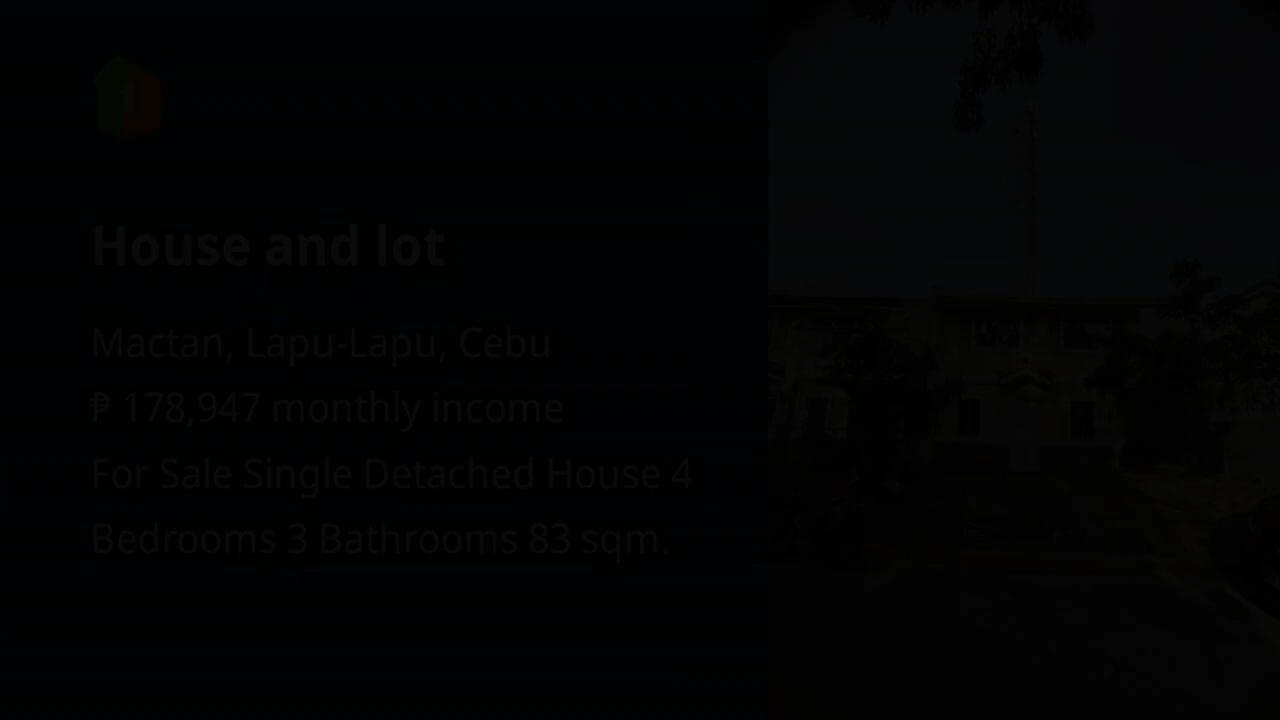 House and lot
Mactan, Lapu-Lapu, Cebu
₱ 178,947 monthly income
For Sale Single Detached House 4
Bedrooms 3 Bathrooms 83 sqm.